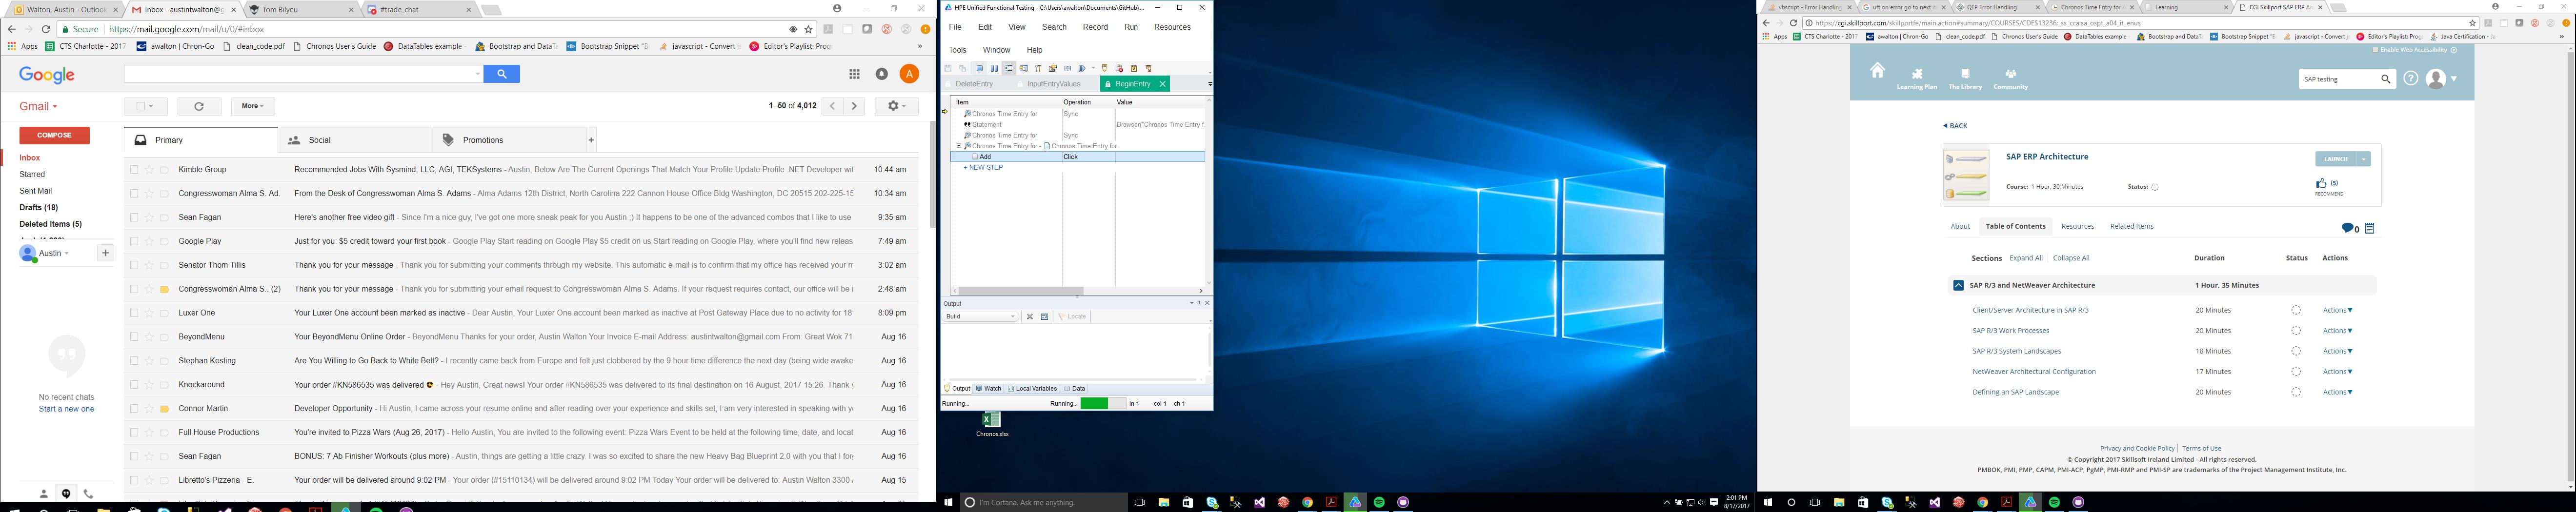 Walton, Austin - Outlook
Inbox - austintwalton@g
Tom Bilyeu
#trade_chat
Secure | https://mail.google.com/mail/u/0/#inbox
Apps CTS Charlotte - 2017 awalton | Chron-Go clean_code.pdf Chronos User's Guide DataTables example Bootstrap and DataT Bootstrap Snippet "B javascript - Convert j Editor's Playlist: Prog
Google
Gmail
More
1–50 of 4,012
COMPOSE
Primary
Social
Promotions
Inbox
Starred
Sent Mail
Drafts (18)
Deleted Items (5)
Austin
No recent chats
Start a new one
Kimble Group Recommended Jobs With Sysmind, LLC, AGI, TEKSystems - Austin, Below Are The Current Openings That Match Your Profile Update Profile .NET Developer wit 10:44 am
Congresswoman Alma S. Ad. From the Desk of Congresswoman Alma S. Adams - Alma Adams 12th District, North Carolina 222 Cannon House Office Bldg Washington, DC 20515 202-225-15 10:34 am
Sean Fagan Here's another free video gift - Since I'm a nice guy, I've got one more sneak peak for you Austin ;) It happens to be one of the advanced combos that I like to use 9:35 am
Google Play Just for you: $5 credit toward your first book - Google Play Start reading on Google Play $5 credit on us Start reading on Google Play, where you'll find new releas 7:49 am
Senator Thom Tillis Thank you for your message - Thank you for submitting your comments through my website. This automatic e-mail is to confirm that my office has received your m 3:02 am
Congresswoman Alma S. (2) Thank you for your message - Thank you for submitting your email request to Congresswoman Alma S. Adams. If your request requires contact, our office will be i 2:48 am
Luxer One Your Luxer One account been marked as inactive - Dear Austin, Your Luxer One account been marked as inactive at Post Gateway Place due to no activity for 18 8:09 pm
BeyondMenu Your BeyondMenu Online Order - BeyondMenu Thanks for your order, Austin Walton Your Invoice E-mail Address: austintwalton@gmail.com From: Great Wok 71 Aug 16
Stephan Kesting Are You Willing to Go Back to White Belt? - I recently came back from Europe and felt just clobbered by the 9 hour time difference the next day (being wide awake Aug 16
Knockaround Your order #KN586535 was delivered - Hey Austin, Great news! Your order #KN586535 was delivered to its final destination on 16 August, 2017 15:26. Thank y Aug 16
Connor Martin Developer Opportunity - Hi Austin, I came across your resume online and after reading over your experience and skills set, I am very interested in speaking with y Aug 16
Full House Productions You're invited to Pizza Wars (Aug 26, 2017) - Hello Austin, You are invited to the following event: Pizza Wars Event to be held at the following time, date, and locat Aug 16
Sean Fagan BONUS: 7 Ab Finisher Workouts (plus more) - Austin, things are getting a little crazy. I was so excited to share the new Heavy Bag Blueprint 2.0 with you that I for Aug 16
Libretto's Pizzeria - E. Your order will be delivered around 9:02 PM - Your order (#15110134) will be delivered around 9:02 PM Today Your order will be delivered to: Austin Walton 3300 Aug 15
HPE Unified Functional Testing - C:\Users\awalton\Documents\GitHub\...
File Edit View Search Record Run Resources
Tools Window Help
DeleteEntry InputEntryValues BeginEntry
Item Operation Value
Chronos Time Entry for Sync
Statement Browser("Chronos Time Entry f
Chronos Time Entry for Sync
Chronos Time Entry for - Chronos Time Entry for
Add Click
+ NEW STEP
Output
Build
Locate
Output Watch Local Variables Data
Running... Running... ln 1 col 1 ch 1
Chronos.xlsx
I'm Cortana. Ask me anything.
2:01 PM
8/17/2017
vbscript - Error Handling
uft on error go to next
QTP Error Handling
Chronos Time Entry for A
Learning
CGI Skillport SAP ERP Ar
https://cgi.skillport.com/skillportfe/main.action#summary/COURSES/CDE$13236:_ss_cca:sa_ospt_a04_it_enus
Apps CTS Charlotte - 2017 awalton | Chron-Go clean_code.pdf Chronos User's Guide DataTables example Bootstrap and DataT Bootstrap Snippet "B javascript - Convert j Editor's Playlist: Prog Java Certification - Ja
Enable Web Accessibility
Learning Plan
The Library
Community
SAP testing
BACK
SAP ERP Architecture
LAUNCH
Course: 1 Hour, 30 Minutes
Status:
(5)
RECOMMEND
About Table of Contents Resources Related Items
0
Sections Expand All Collapse All Duration Status Actions
SAP R/3 and NetWeaver Architecture 1 Hour, 35 Minutes
Client/Server Architecture in SAP R/3 20 Minutes Actions
SAP R/3 Work Processes 20 Minutes Actions
SAP R/3 System Landscapes 18 Minutes Actions
NetWeaver Architectural Configuration 17 Minutes Actions
Defining an SAP Landscape 20 Minutes Actions
Privacy and Cookie Policy | Terms of Use
© Copyright 2017 Skillsoft Ireland Limited - All rights reserved.
PMBOK, PMI, PMP, CAPM, PMI-ACP, PgMP, PMI-RMP and PMI-SP are trademarks of the Project Management Institute, Inc.